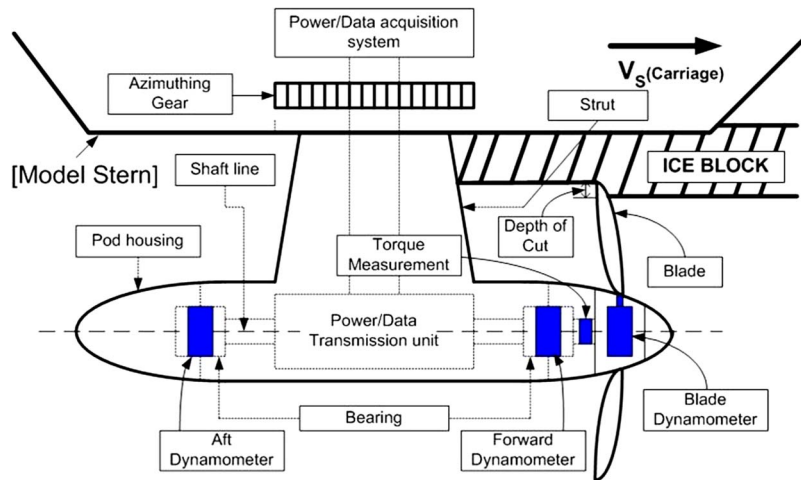 Power/Data acquisition
system
Vs(Carriage)
Azimuthing
Gear
Strut
[Model Stern]
Shaft line
ICE BLOCK
Pod housing
Torque
Measurement
Depth of
Cut
Blade
Power/Data
Transmission unit
Bearing
Blade
Dynamometer
Aft
Dynamometer
Forward
Dynamometer